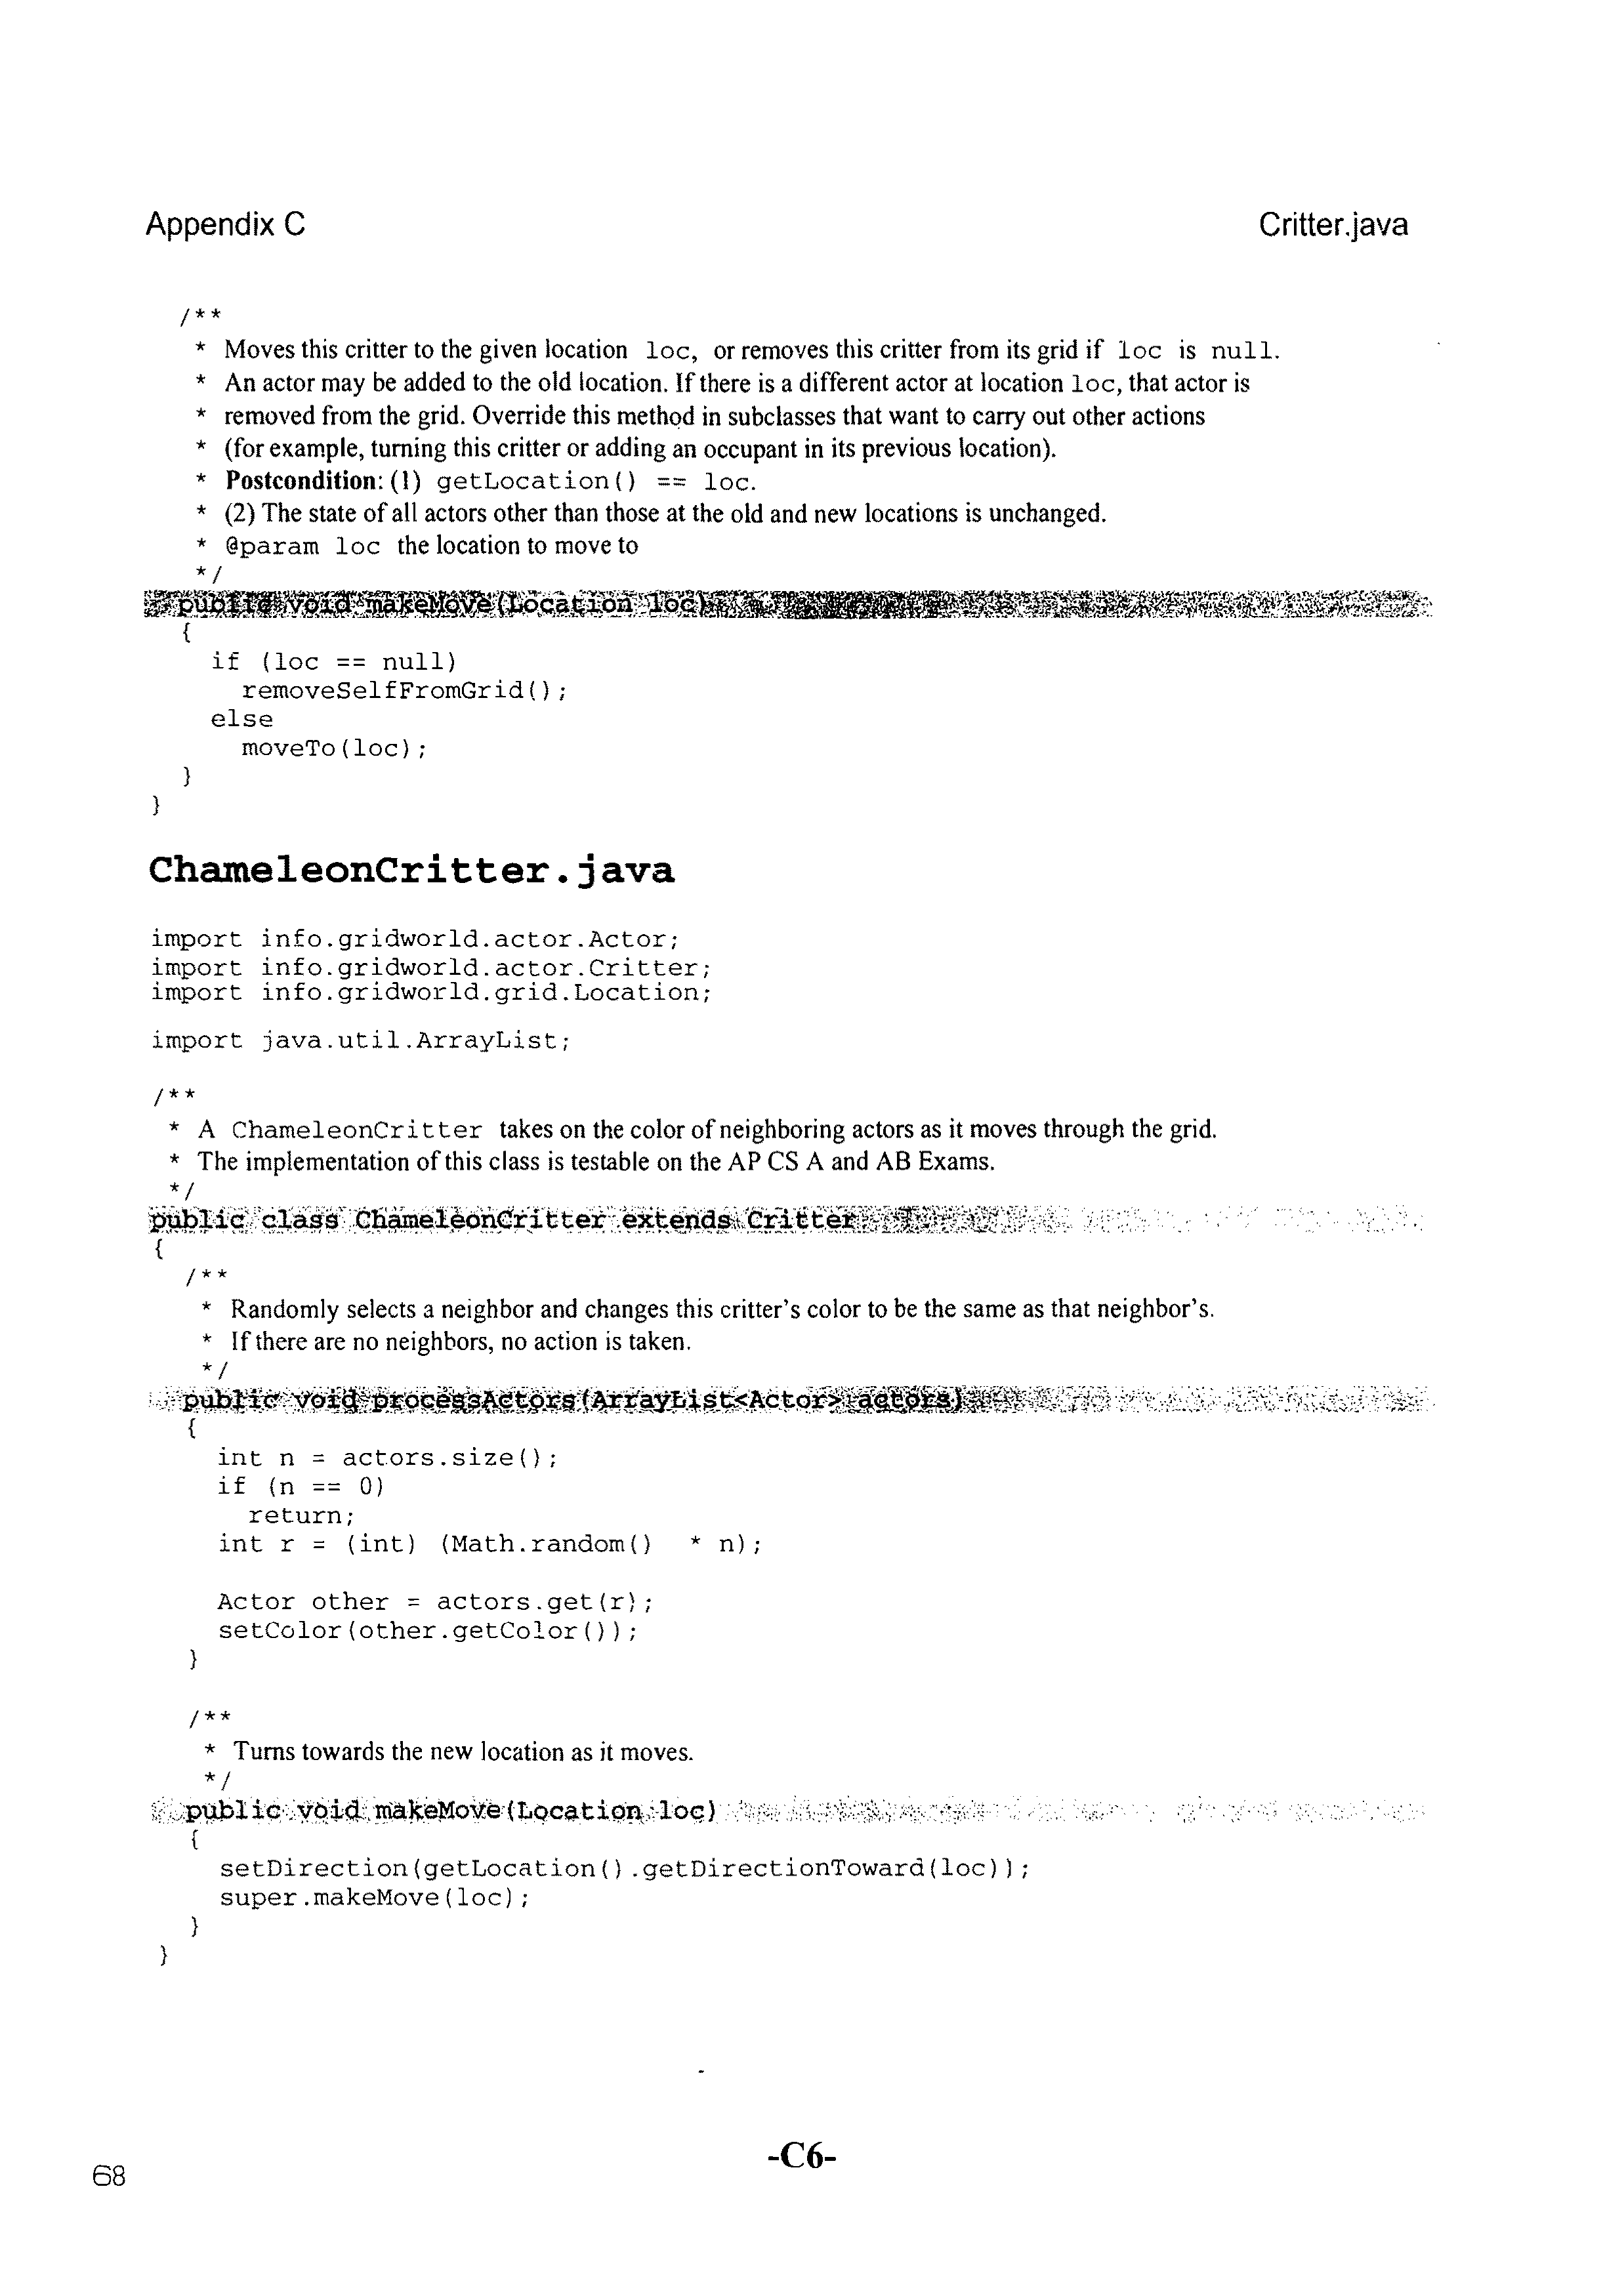 Appendix C
Critter.java
/**
* Moves this critter to the given location loc, or removes this critter from its grid if loc is null.
* An actor may be added to the old location. If there is a different actor at location loc, that actor is
* removed from the grid. Override this method in subclasses that want to carry out other actions
* (for example, turning this critter or adding an occupant in its previous location).
* Postcondition: (1) getLocation() == loc.
* (2) The state of all actors other than those at the old and new locations is unchanged.
* @param loc the location to move to
*/
public void makeMove(Location loc)
{
if (loc == null)
removeSelfFromGrid();
else
moveTo(loc);
}
}
ChameleonCritter.java
import info.gridworld.actor.Actor;
import info.gridworld.actor.Critter;
import info.gridworld.grid.Location;
import java.util.ArrayList;
/**
* A ChameleonCritter takes on the color of neighboring actors as it moves through the grid.
* The implementation of this class is testable on the AP CS A and AB Exams.
*/
public class ChameleonCritter extends Critter
{
/**
* Randomly selects a neighbor and changes this critter's color to be the same as that neighbor's.
* If there are no neighbors, no action is taken.
*/
public void processActors(ArrayList<Actor> actors)
{
int n = actors.size();
if (n == 0)
return;
int r = (int) (Math.random() * n);
Actor other = actors.get(r);
setColor(other.getColor());
}
/**
* Turns towards the new location as it moves.
*/
public void makeMove(Location loc)
{
setDirection(getLocation().getDirectionToward(loc));
super.makeMove(loc);
}
}
-C6-
68